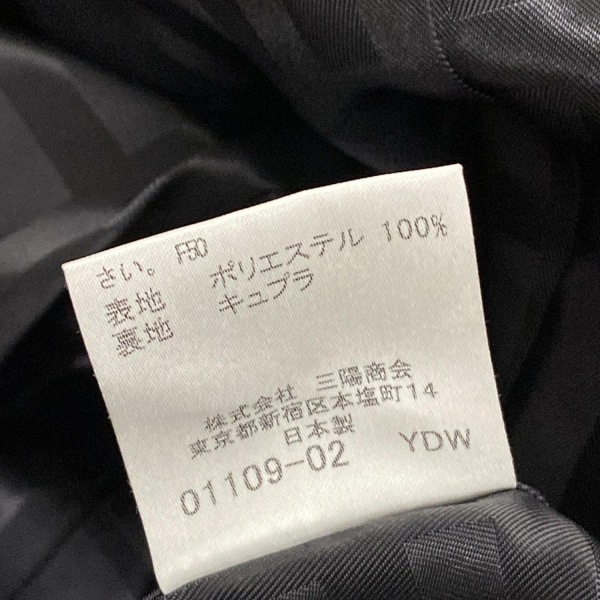 さい。 F50
表地 ポリエステル 100%
裏地 キュプラ
株式会社 三陽商会
東京都新宿区本塩町14
日本製
01109-02 YDW